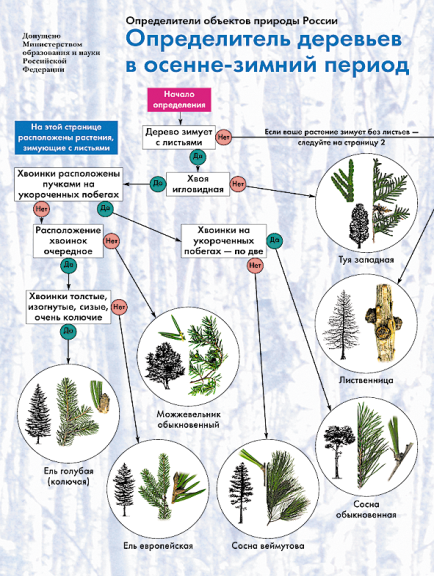 Допущено
Министерством
образования и науки
Российской
Федерации
Определители объектов природы России
Определитель деревьев
в осенне-зимний период
Начало
определения
На этой странице
расположены растения,
зимующие с листьями
Дерево зимует
с листьями
Нет
Если ваше растение зимует без листьев —
следуйте на страницу 2
Да
Хвоинки расположены
пучками на
укороченных побегах
Да
Хвоя
игловидная
Нет
Нет
Да
Расположение
хвоинок
очередное
Нет
Хвоинки на
укороченных
побегах — по две
Да
Туя западная
Да
Нет
Хвоинки толстые,
изогнутые, сизые,
очень колючие
Нет
Да
Лиственница
Можжевельник
обыкновенный
Ель голубая
(колючая)
Сосна
обыкновенная
Ель европейская
Сосна веймутова